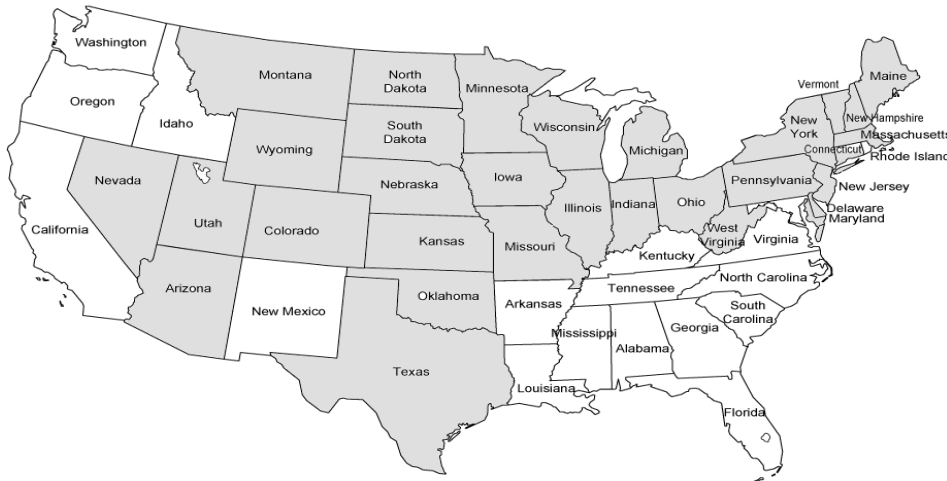 Washington
Oregon
Idaho
Montana
North
Dakota
Minnesota
South
Dakota
Wyoming
Nebraska
Iowa
Wisconsin
Michigan
Vermont
Maine
New
York
New Hampshire
Massachusetts
Connecticut
Rhode Island
Pennsylvania
New Jersey
Delaware
Maryland
Nevada
Utah
Colorado
California
Kansas
Missouri
Illinois
Indiana
Ohio
West
Virginia
Virginia
Kentucky
Arizona
New Mexico
Oklahoma
Arkansas
Tennessee
North Carolina
South
Carolina
Mississippi
Alabama
Georgia
Texas
Louisiana
Florida